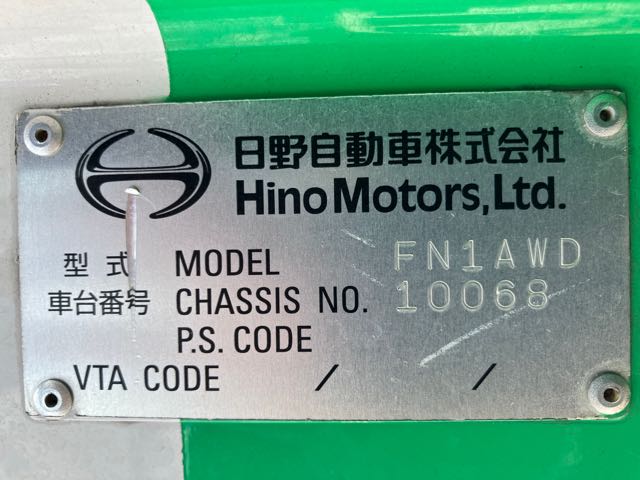 日野自動車株式会社
Hino Motors, Ltd.
型式 MODEL FN1AWD
車台番号 CHASSIS NO. 10068
P.S. CODE
VTA CODE / /